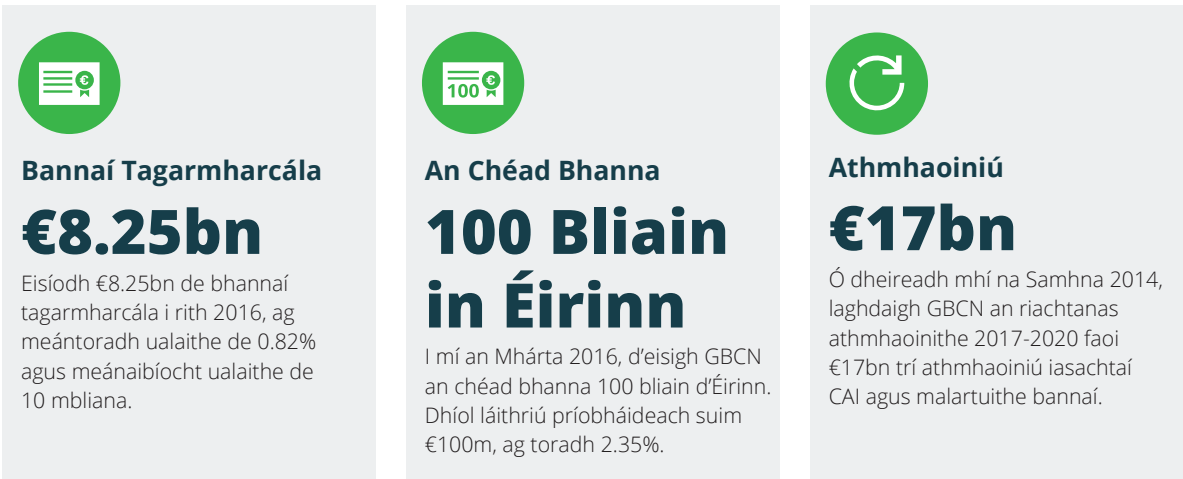 Bannaí Tagarmharcála
€8.25bn
Eisíodh €8.25bn de bhannaí
tagarmharcála i rith 2016, ag
meántoradh ualaithe de 0.82%
agus meánaibíocht ualaithe de
10 mbliana.
100
An Chéad Bhanna
100 Bliain
in Éirinn
I mí an Mhárta 2016, d’eisigh GBCN
an chéad bhanna 100 bliain d’Éirinn.
Dhíol láithriú príobháideach suim
€100m, ag toradh 2.35%.
Athmhaoiniú
€17bn
Ó dheireadh mhí na Samhna 2014,
laghdaigh GBCN an riachtanas
athmhaoinithe 2017-2020 faoi
€17bn trí athmhaoiniú iasachtaí
CAI agus malartuithe bannaí.